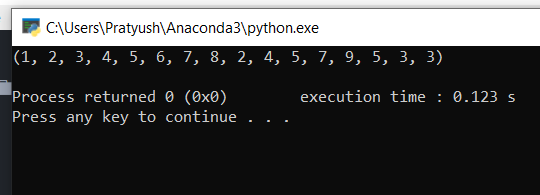 C:\Users\Pratyush\Anaconda3\python.exe
(1, 2, 3, 4, 5, 6, 7, 8, 2, 4, 5, 7, 9, 5, 3, 3)
Process returned 0 (0x0)        execution time : 0.123 s
Press any key to continue . . .